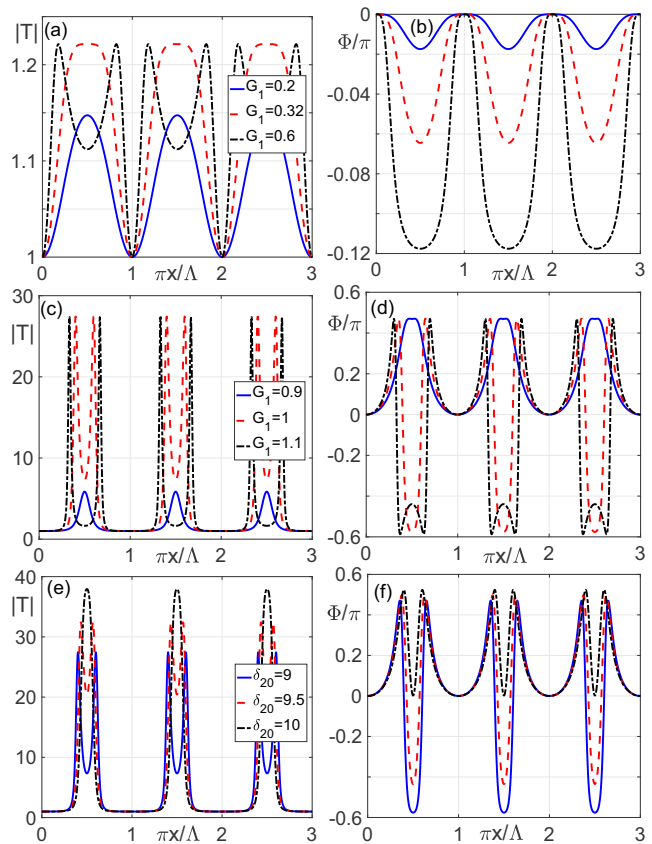 (a)
|T|
1.2
1.1
1
G1=0.2
G1=0.32
G1=0.6
0 1 2 3
πx/Λ
(b)
Φ/π
0
-0.04
-0.08
-0.12
0 1 2 3
πx/Λ
(c)
|T|
30
20
10
0
G1=0.9
G1=1
G1=1.1
0 1 2 3
πx/Λ
(d)
Φ/π
0.6
0.2
0
-0.2
-0.6
0 1 2 3
πx/Λ
(e)
|T|
40
30
20
10
0
δ20=9
δ20=9.5
δ20=10
0 1 2 3
πx/Λ
(f)
Φ/π
0.6
0.2
0
-0.2
-0.6
0 1 2 3
πx/Λ